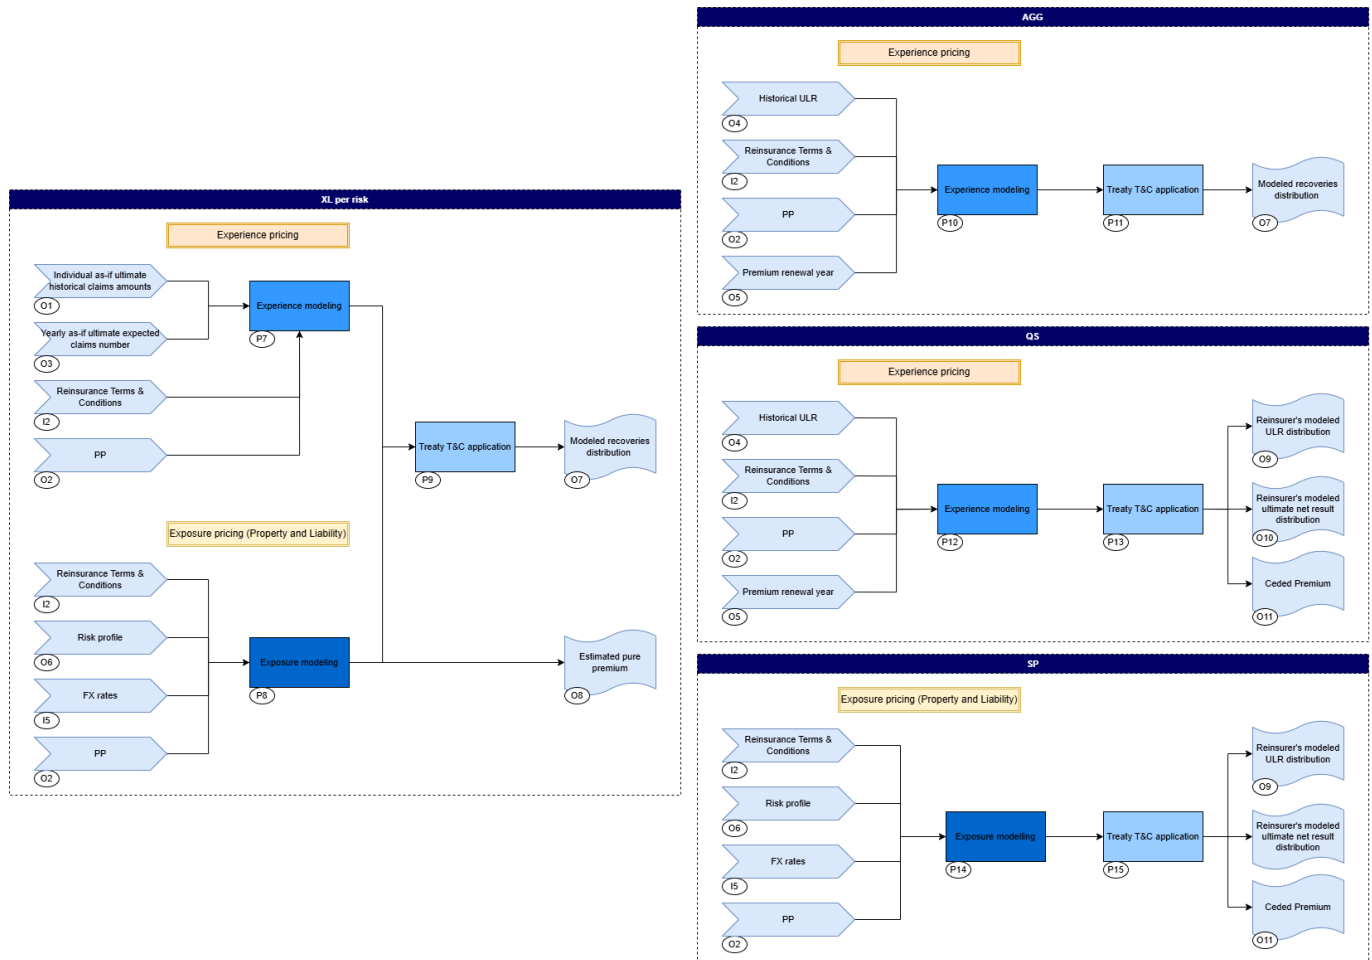 XL per risk
Experience pricing
Individual as-if ultimate
historical claims amounts
O1
Yearly as-if ultimate expected
claims number
O3
Reinsurance Terms &
Conditions
I2
PP
O2
Experience modeling
P7
Treaty T&C application
P9
Modeled recoveries
distribution
O7
Exposure pricing (Property and Liability)
Reinsurance Terms &
Conditions
I2
Risk profile
O6
FX rates
I5
PP
O2
Exposure modeling
P8
Estimated pure
premium
O8
AGG
Experience pricing
Historical ULR
O4
Reinsurance Terms &
Conditions
I2
PP
O2
Premium renewal year
O5
Experience modeling
P10
Treaty T&C application
P11
Modeled recoveries
distribution
O7
QS
Experience pricing
Historical ULR
O4
Reinsurance Terms &
Conditions
I2
PP
O2
Premium renewal year
O5
Experience modeling
P12
Treaty T&C application
P13
Reinsurer's modeled
ULR distribution
O9
Reinsurer's modeled
ultimate net result
distribution
O10
Ceded Premium
O11
SP
Exposure pricing (Property and Liability)
Reinsurance Terms &
Conditions
I2
Risk profile
O6
FX rates
I5
PP
O2
Exposure modelling
P14
Treaty T&C application
P15
Reinsurer's modeled
ULR distribution
O9
Reinsurer's modeled
ultimate net result
distribution
Ceded Premium
O11